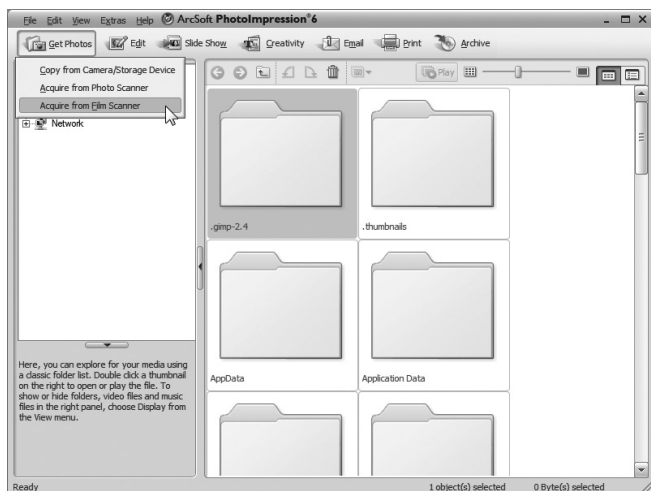 File Edit View Extras Help ArcSoft PhotoImpression®6
Get Photos Edit Slide Show Creativity Email Print Archive
Copy from Camera/Storage Device
Acquire from Photo Scanner
Acquire from Film Scanner
Network
Play
.gimp-2.4
.thumbnails
AppData
Application Data
Here, you can explore for your media using
a classic folder list. Double click a thumbnail
on the right to open or play the file. To
show or hide folders, video files and music
files in the right panel, choose Display from
the View menu.
Ready
1 object(s) selected
0 Byte(s) selected